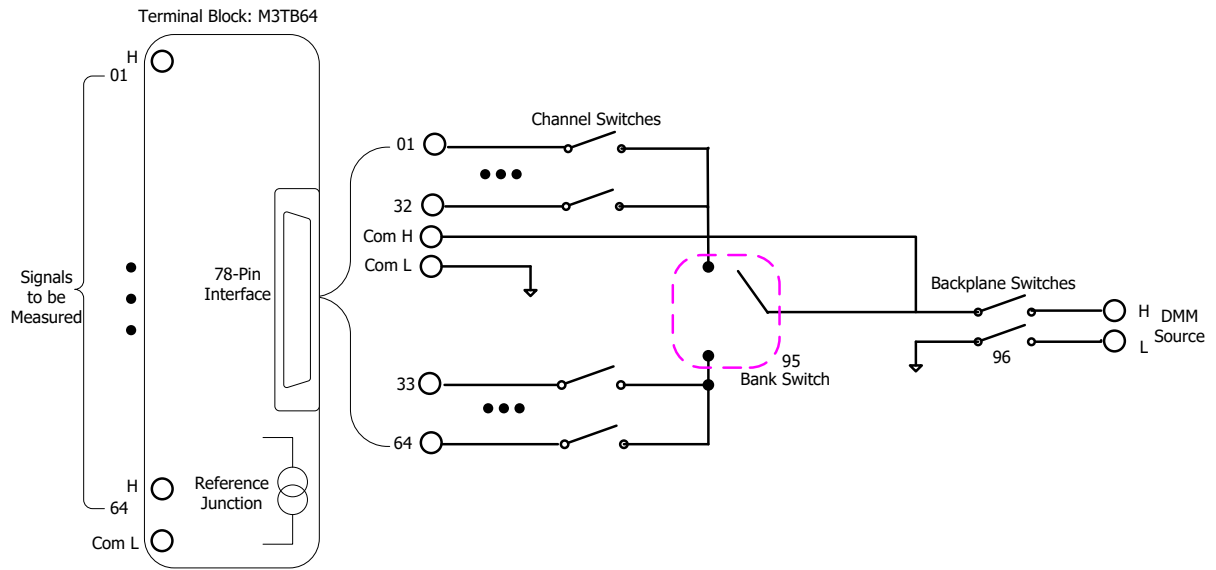 Terminal Block: M3TB64
H
01
Channel Switches
01
32
Com H
Com L
Signals
to be
Measured
78-Pin
Interface
Backplane Switches
H
DMM
Source
L
96
95
Bank Switch
33
64
Reference
Junction
H
64
Com L